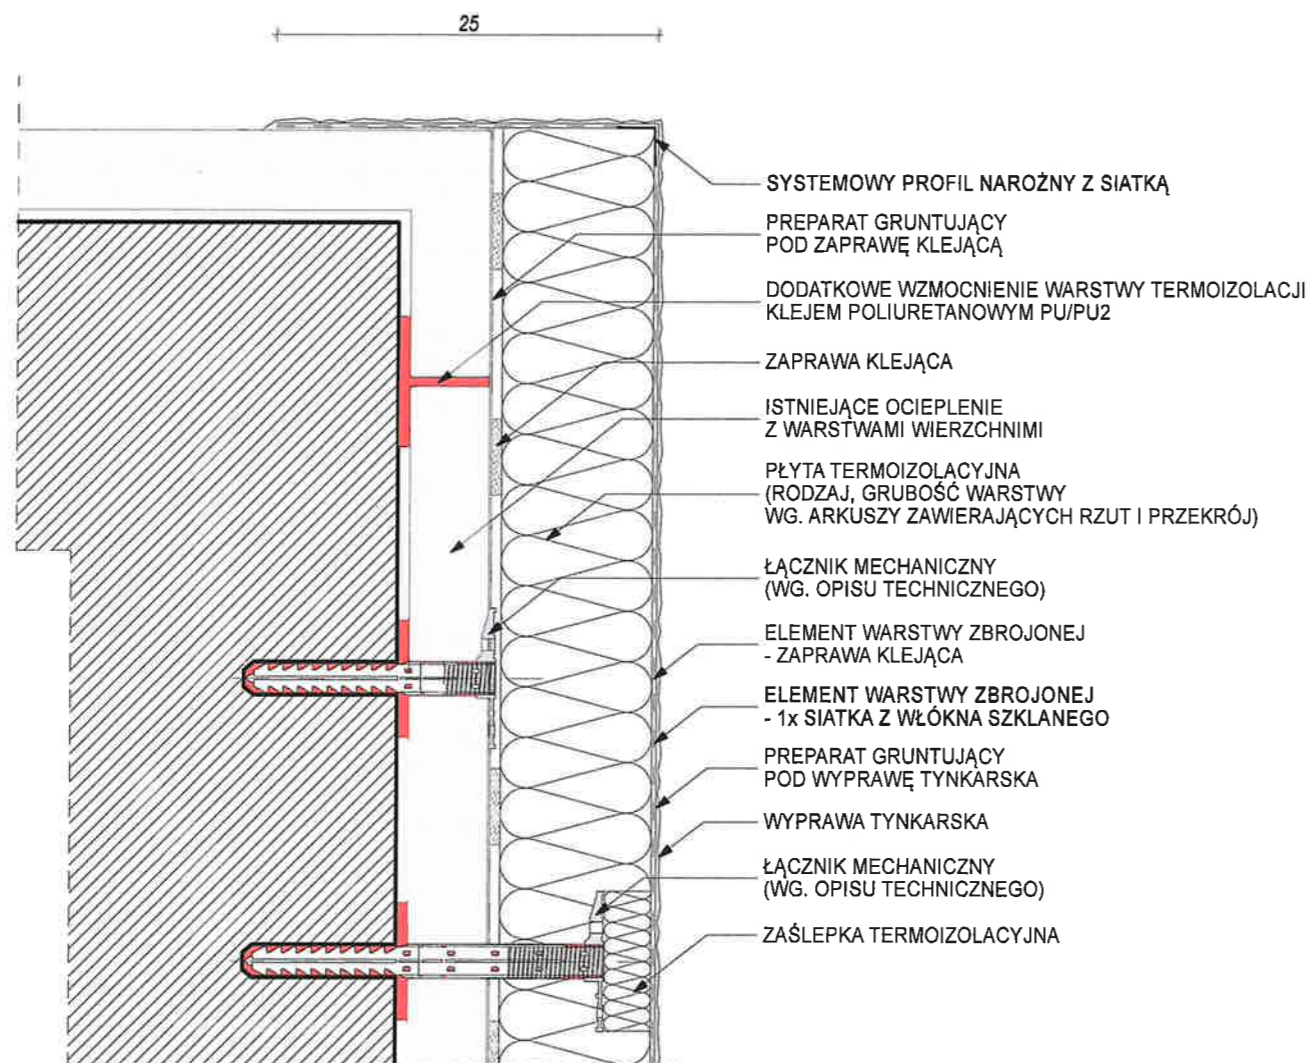 25
SYSTEMOWY PROFIL NAROŻNY Z SIATKĄ
PREPARAT GRUNTUJĄCY
POD ZAPRAWĘ KLEJĄCĄ
DODATKOWE WZMOCNIENIE WARSTWY TERMOIZOLACJI
KLEJEM POLIURETANOWYM PU/PU2
ZAPRAWA KLEJĄCA
ISTNIEJĄCE OCIEPLENIE
Z WARSTWAMI WIERZCHNIMI
PŁYTA TERMOIZOLACYJNA
(RODZAJ, GRUBOŚĆ WARSTWY
WG. ARKUSZY ZAWIERAJĄCYCH RZUT I PRZEKRÓJ)
ŁĄCZNIK MECHANICZNY
(WG. OPISU TECHNICZNEGO)
ELEMENT WARSTWY ZBROJONEJ
- ZAPRAWA KLEJĄCA
ELEMENT WARSTWY ZBROJONEJ
- 1x SIATKA Z WŁÓKNA SZKLANEGO
PREPARAT GRUNTUJĄCY
POD WYPRAWĘ TYNKARSKA
WYPRAWA TYNKARSKA
ŁĄCZNIK MECHANICZNY
(WG. OPISU TECHNICZNEGO)
ZAŚLEPKA TERMOIZOLACYJNA